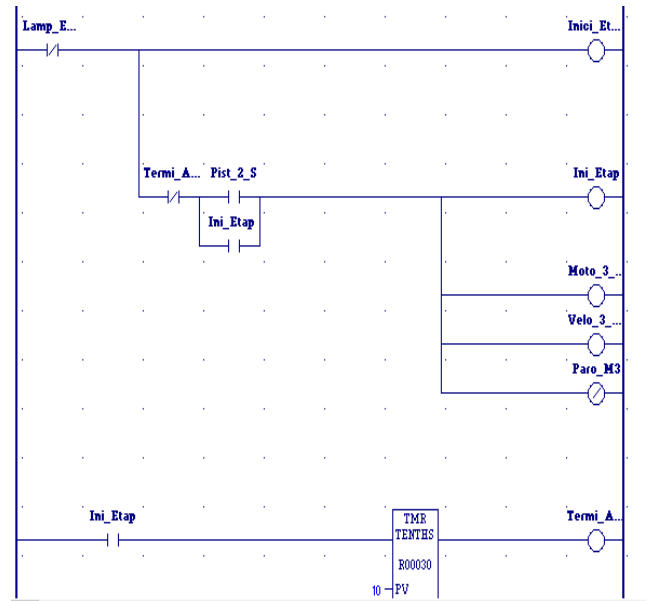 Lamp_E... Inici_Et...
Termi_A... Pist_2_S Ini_Etap
Ini_Etap
Moto_3_..
Velo_3_...
Paro_M3
Ini_Etap TMR Termi_A..
TENTHS
R00030
10 PV